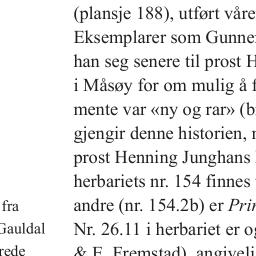 (plansje 188), utført våre
Eksemplarer som Gunne
han seg senere til prost H
i Måsøy for om mulig å f
mente var «ny og rar» (b
gjengir denne historien,
prost Henning Junghans
herbariets nr. 154 finnes
andre (nr. 154.2b) er Prin
Nr. 26.11 i herbariet er o
& E. Fremstad), angiveli
fra
Gauldal
rede